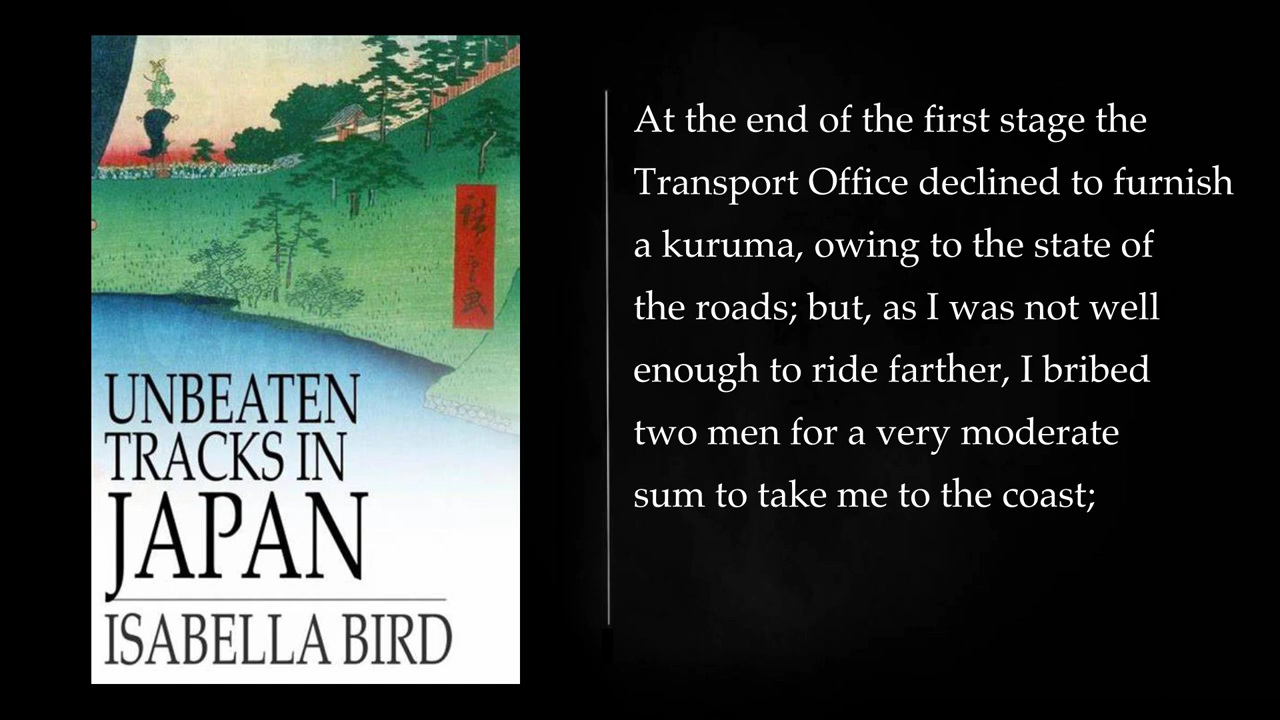 UNBEATEN
TRACKS IN
JAPAN
ISABELLA BIRD
At the end of the first stage the
Transport Office declined to furnish
a kuruma, owing to the state of
the roads; but, as I was not well
enough to ride farther, I bribed
two men for a very moderate
sum to take me to the coast;